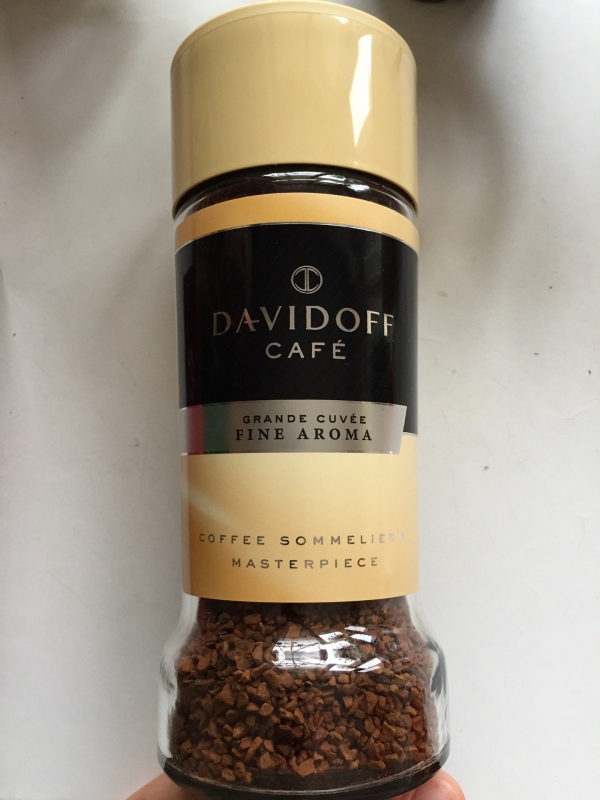 DAVIDOFF
CAFÉ
GRANDE CUVÉE
FINE AROMA
COFFEE SOMMELIER'S
MASTERPIECE